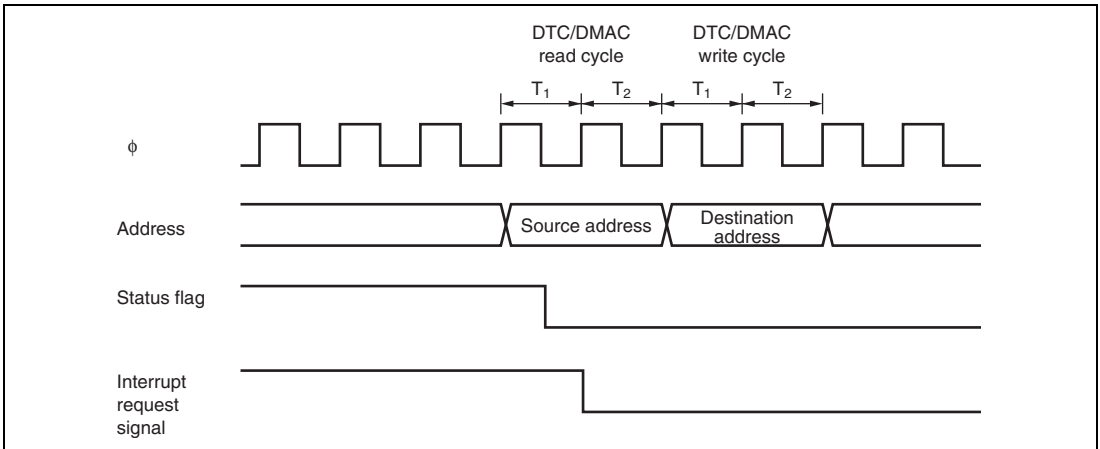 DTC/DMAC
read cycle
DTC/DMAC
write cycle
T1
T2
T1
T2
ϕ
Address
Source address
Destination
address
Status flag
Interrupt
request
signal